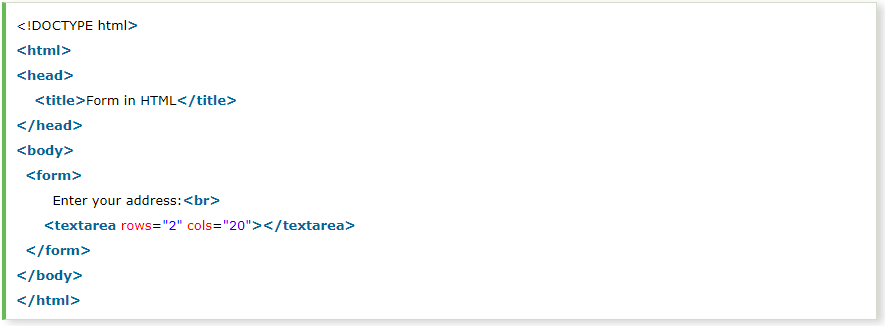 <!DOCTYPE html>
<html>
<head>
<title>Form in HTML</title>
</head>
<body>
<form>
Enter your address:<br>
<textarea rows="2" cols="20"></textarea>
</form>
</body>
</html>